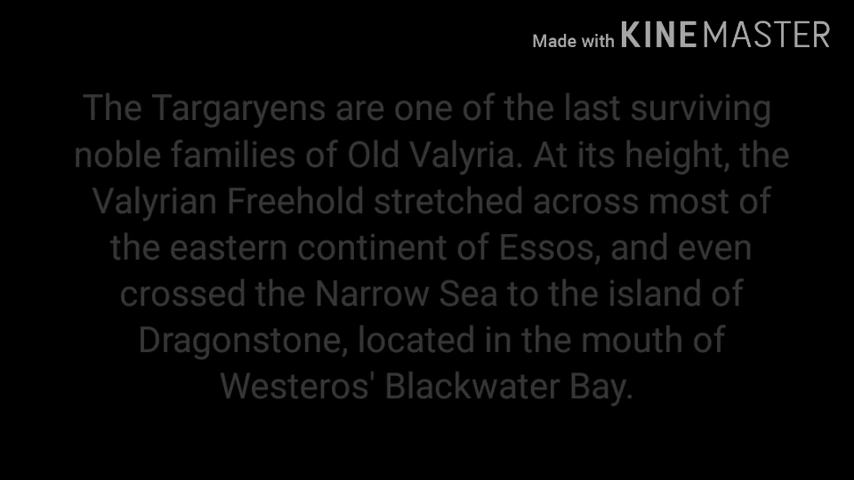 Made with KINEMASTER
The Targaryens are one of the last surviving
noble families of Old Valyria. At its height, the
Valyrian Freehold stretched across most of
the eastern continent of Essos, and even
crossed the Narrow Sea to the island of
Dragonstone, located in the mouth of
Westeros' Blackwater Bay.